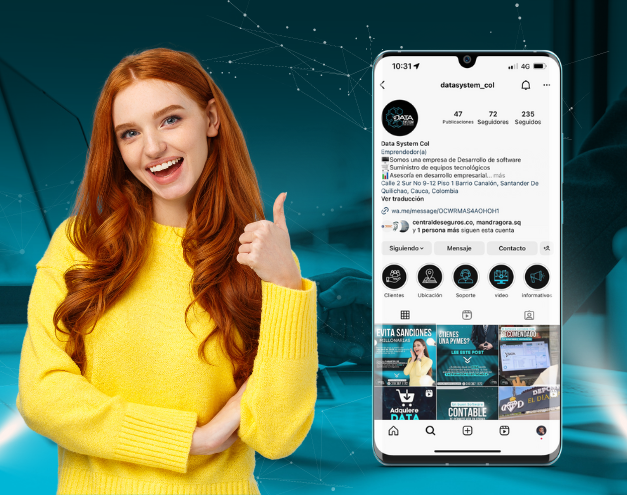 10:31
4G
datasystem_col
DATA
47
72
235
Publicaciones
Seguidores
Seguidos
Data System Col
Emprendedor(a)
Somos una empresa de Desarrollo de software
Suministro de equipos tecnológicos
Asesoría en desarrollo empresarial... más
Calle 2 Sur No 9-12 Piso 1 Barrio Canalón, Santander De
Quilichao, Cauca, Colombia
Ver traducción
wa.me/message/OCWRMAS4AOHOH1
centraldeseguros.co, mandragora.sq
y 1 persona más siguen esta cuenta
Siguiendo
Mensaje
Contacto
Clientes
Ubicación
Soporte
video
informativos
EVITA SANCIONES
MILLONARIAS
¿TIENES
UNA PYMES?
LEE ESTE POST
RECOMENDADO
Adquiere
DATA
CONTABLE
EL DÍA